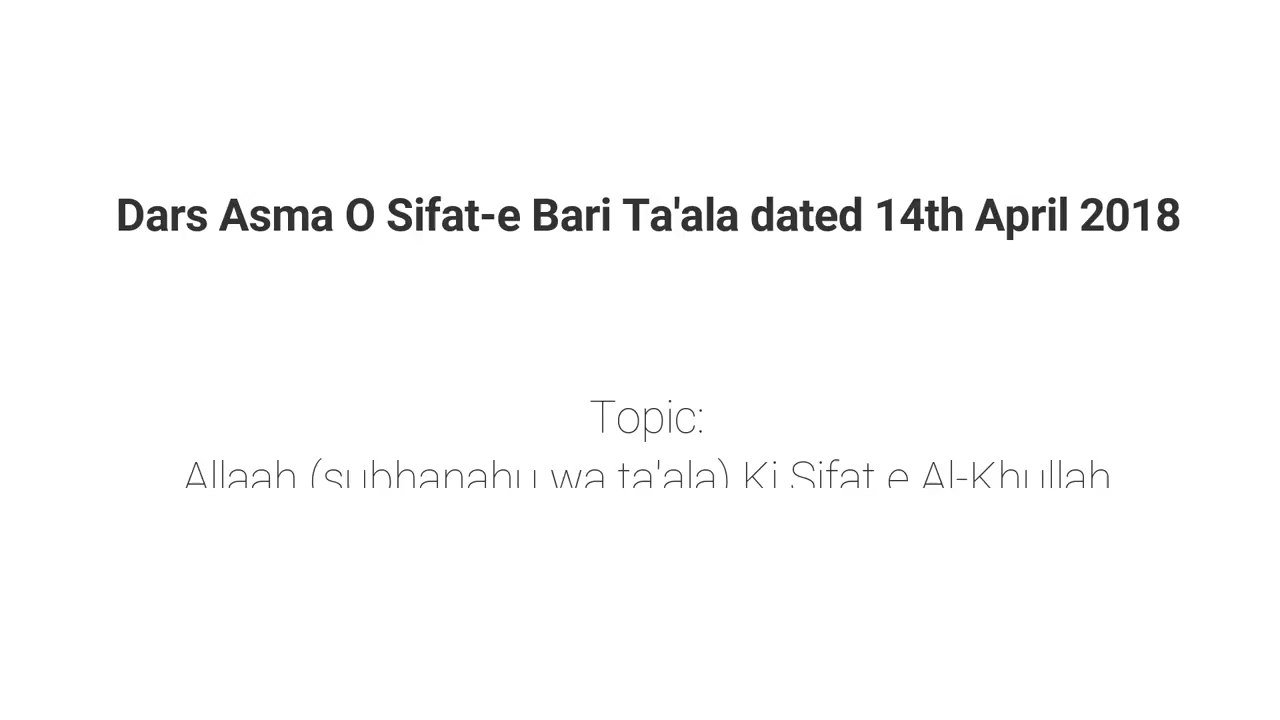 Dars Asma O Sifat-e Bari Ta'ala dated 14th April 2018
Topic:
Allaah (subhanahu wa ta'ala) Ki Sifat e Al-Khullah